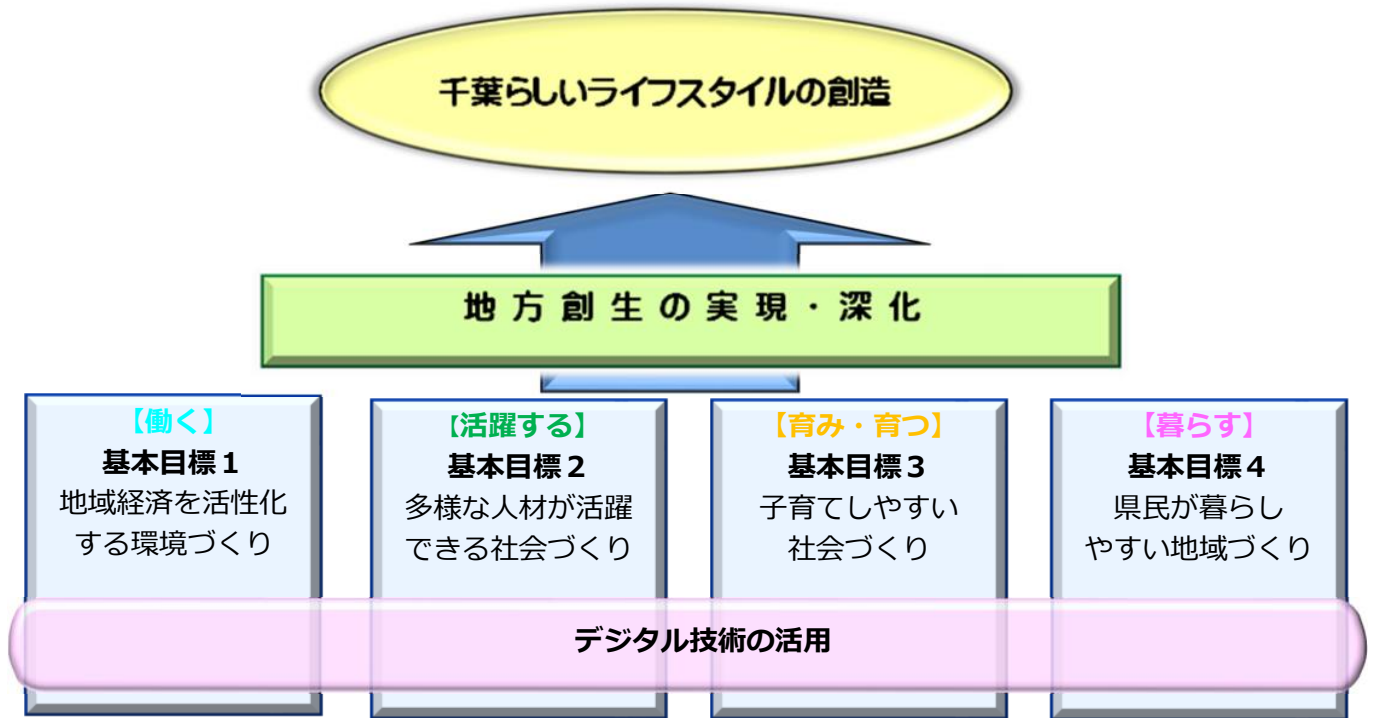 千葉らしいライフスタイルの創造
地方創生の実現・深化
【働く】
基本目標１
地域経済を活性化
する環境づくり
【活躍する】
基本目標２
多様な人材が活躍
できる社会づくり
【育み・育つ】
基本目標３
子育てしやすい
社会づくり
【暮らす】
基本目標４
県民が暮らし
やすい地域づくり
デジタル技術の活用